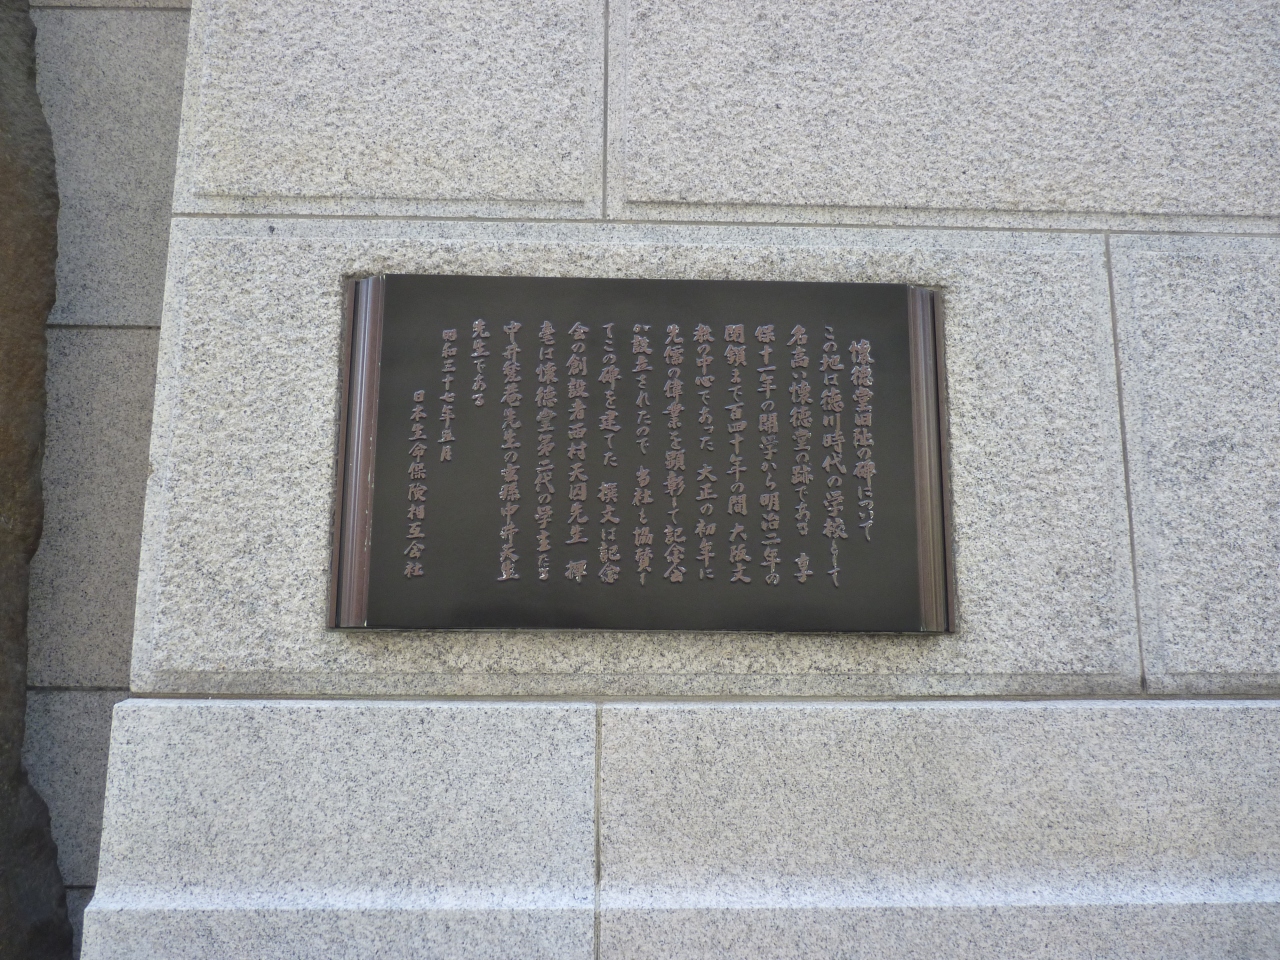 懐徳堂旧阯の碑について
この地は徳川時代の学校として
名高い懐徳堂の跡である 享
保十一年の開学から明治二年の
閉鎖まで百四十年の間 大阪文
教の中心であった 大正の初年に
先儒の偉業を顕彰して記念会
が設立されたので 当社と協賛し
てこの碑を建てた 撰文は記念
会の創設者西村天囚先生 揮
毫は懐徳堂第二代の学主たる
中井甃庵先生の玄孫中井天生
先生である
昭和三十七年五月
日本生命保険相互会社